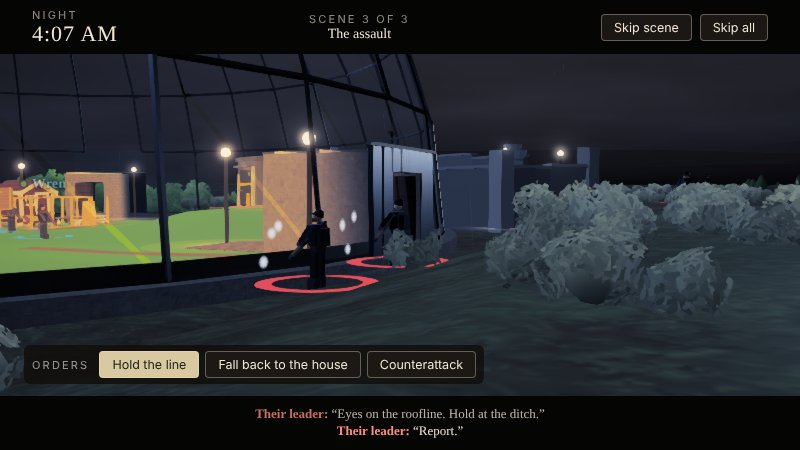 NIGHT
4:07 AM
SCENE 3 OF 3
The assault
Skip scene
Skip all
Wren
ORDERS
Hold the line
Fall back to the house
Counterattack
Their leader: “Eyes on the roofline. Hold at the ditch.”
Their leader: “Report.”